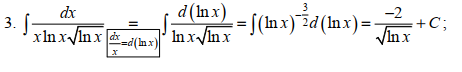 3. ∫ dx / (x ln x √(ln x)) =_{dx/x = d(ln x)} ∫ d(ln x) / (ln x √(ln x)) = ∫ (ln x)^{-3/2} d(ln x) = -2 / √(ln x) + C ;